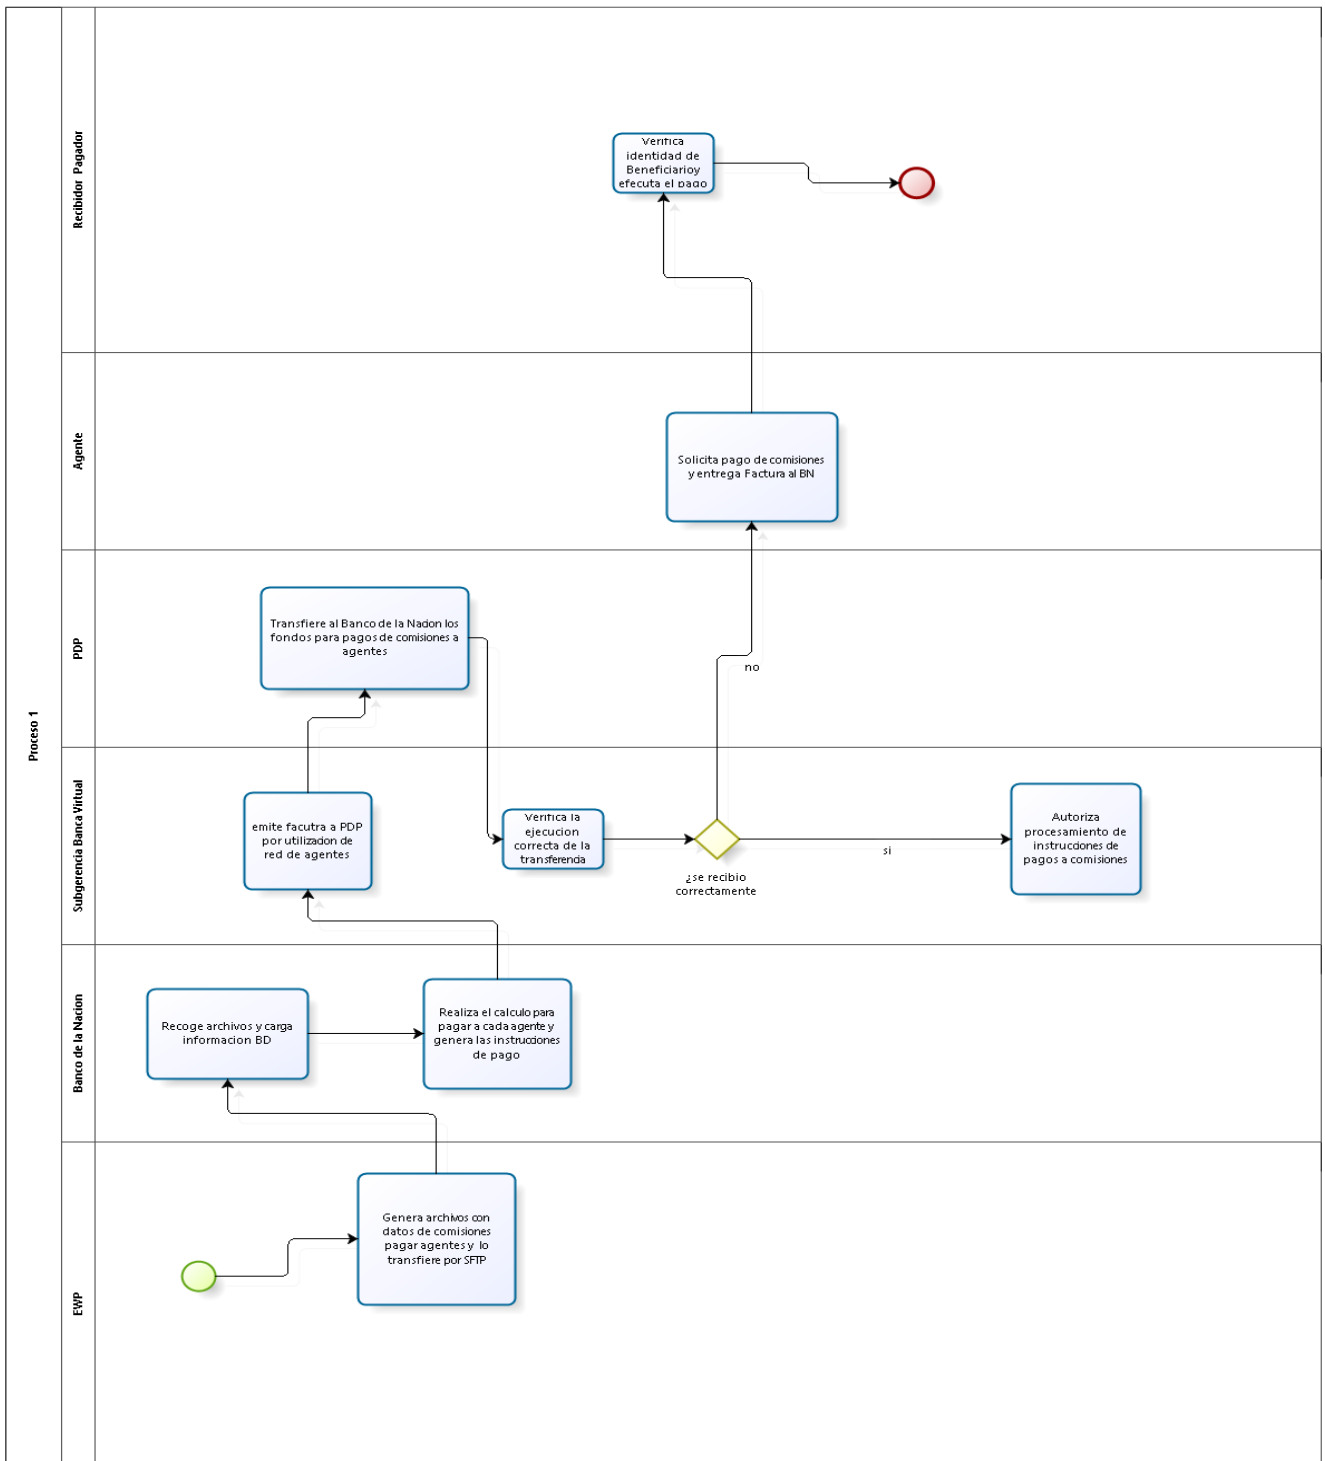 Proceso 1
Recibidor Pagador
Verifica
identidad de
Beneficiarioy
efecuta el pago
Agente
Solicita pago de comisiones
y entrega Factura al BN
PDP
Transfiere al Banco de la Nacion los
fondos para pagos de comisiones a
agentes
no
Subgerencia Banca Virtual
emite facutra a PDP
por utilizacion de
red de agentes
Verifica la
ejecucion
correcta de la
transferencia
¿se recibio
correctamente
si
Autoriza
procesamiento de
instrucciones de
pagos a comisiones
Banco de la Nacion
Recoge archivos y carga
informacion BD
Realiza el calculo para
pagar a cada agente y
genera las instrucciones
de pago
EWP
Genera archivos con
datos de comisiones
pagar agentes y lo
transfiere por SFTP